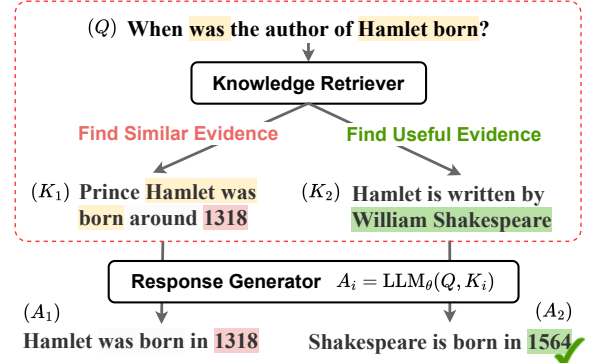 (Q) When was the author of Hamlet born?
Knowledge Retriever
Find Similar Evidence
Find Useful Evidence
(K₁) Prince Hamlet was
born around 1318
(K₂) Hamlet is written by
William Shakespeare
Response Generator Aᵢ = LLM_θ(Q, Kᵢ)
(A₁)
Hamlet was born in 1318
(A₂)
Shakespeare is born in 1564